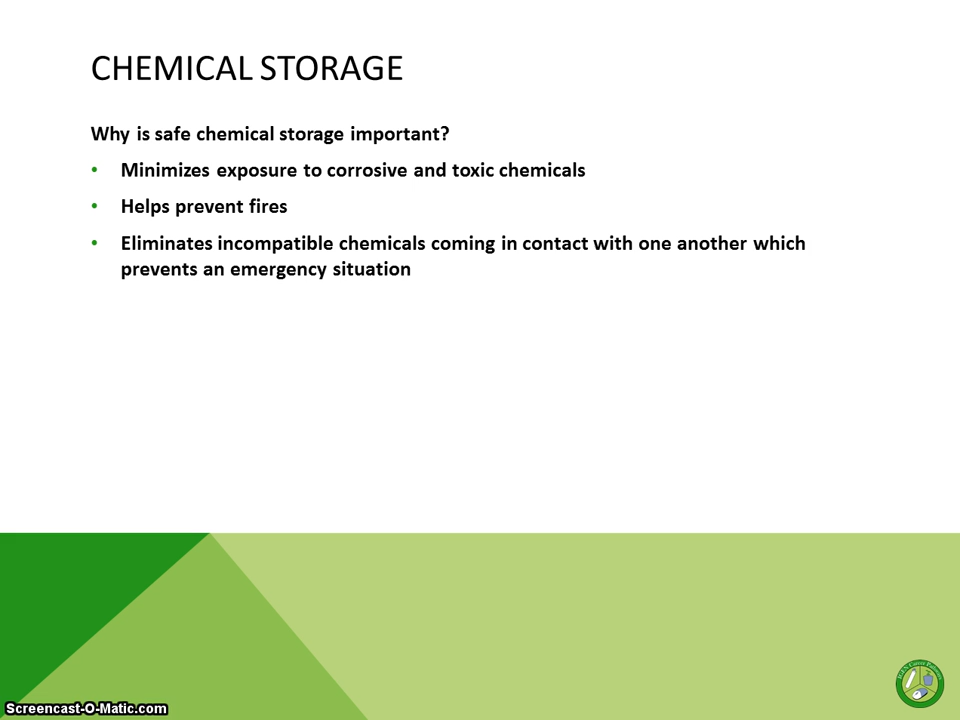 CHEMICAL STORAGE
Why is safe chemical storage important?
• Minimizes exposure to corrosive and toxic chemicals
• Helps prevent fires
• Eliminates incompatible chemicals coming in contact with one another which
prevents an emergency situation
Screencast-O-Matic.com